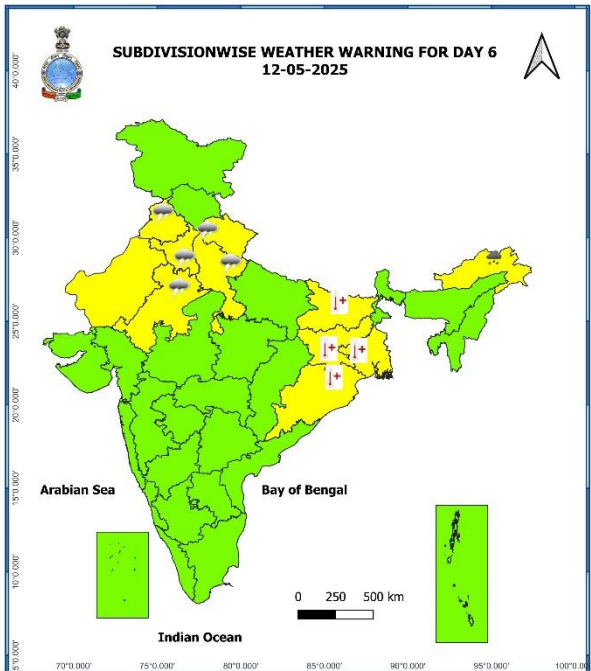 SUBDIVISIONWISE WEATHER WARNING FOR DAY 6
12-05-2025
40°0.000'
35°0.000'
30°0.000'
25°0.000'
20°0.000'
15°0.000'
10°0.000'
5°0.000'
Arabian Sea
Bay of Bengal
0 250 500 km
Indian Ocean
70°0.000' 75°0.000' 80°0.000' 85°0.000' 90°0.000' 95°0.000' 100°0.0